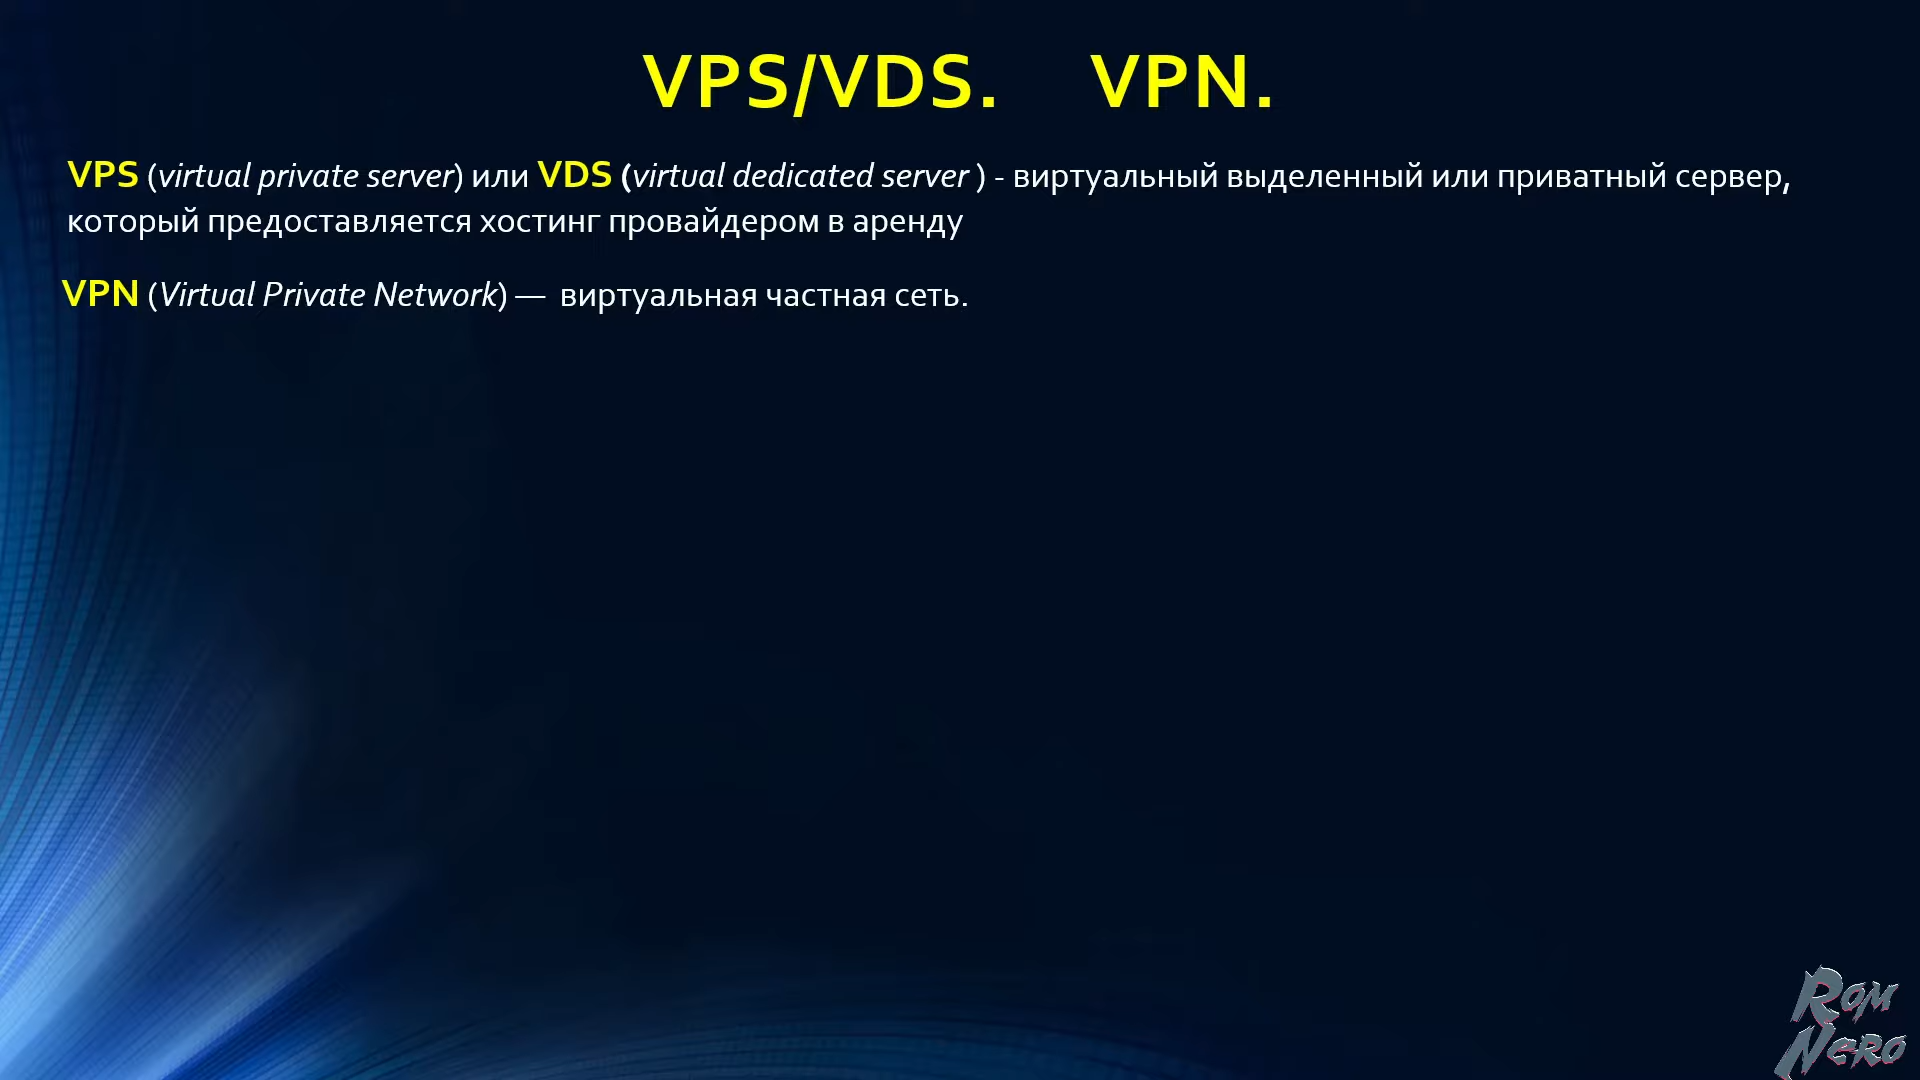 VPS/VDS. VPN.
VPS (virtual private server) или VDS (virtual dedicated server ) - виртуальный выделенный или приватный сервер,
который предоставляется хостинг провайдером в аренду
VPN (Virtual Private Network) — виртуальная частная сеть.
Rom
Nero